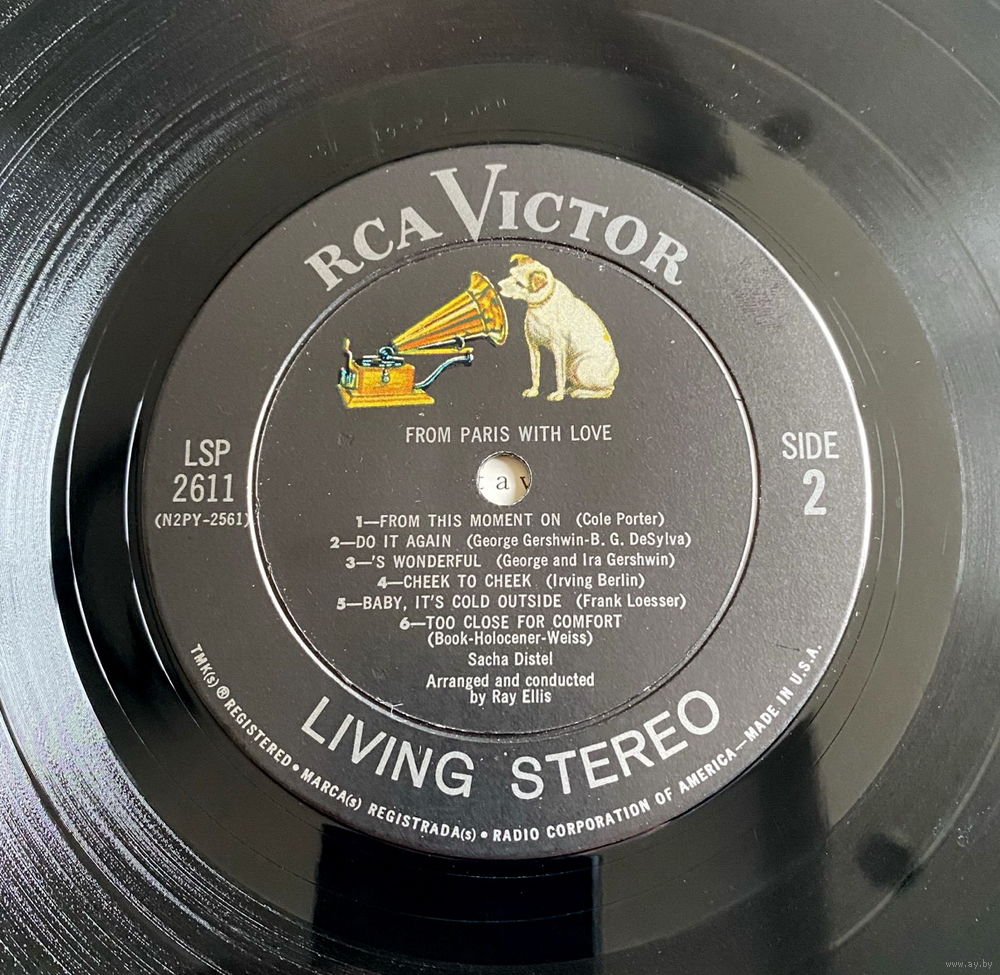 RCA VICTOR
FROM PARIS WITH LOVE
LSP
2611
(N2PY-2561)
SIDE
2
1—FROM THIS MOMENT ON (Cole Porter)
2—DO IT AGAIN (George Gershwin-B. G. DeSylva)
3—'S WONDERFUL (George and Ira Gershwin)
4—CHEEK TO CHEEK (Irving Berlin)
5—BABY, IT'S COLD OUTSIDE (Frank Loesser)
6—TOO CLOSE FOR COMFORT
(Book-Holocener-Weiss)
Sacha Distel
Arranged and conducted
by Ray Ellis
LIVING STEREO
TMK(s) ® REGISTERED • MARCA(s) REGISTRADA(s) • RADIO CORPORATION OF AMERICA—MADE IN U.S.A.
www.ay.by